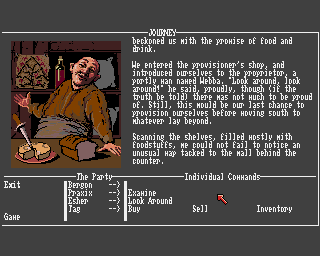 JOURNEY
beckoned us with the promise of food and
drink.
We entered the provisioner's shop, and
introduced ourselves to the proprietor, a
portly man named Webba. "Look around, look
around!" he said, proudly, though (if the
truth be told) there was not much to be proud
of. Still, this would be our last chance to
provision ourselves before moving south to
whatever lay beyond.
Scanning the shelves, filled mostly with
foodstuffs, we could not fail to notice an
unusual map tacked to the wall behind the
counter.
The Party Individual Commands
Exit Bergon -->
Praxix --> Examine
Esher --> Look Around
Tag --> Buy Sell Inventory
Game